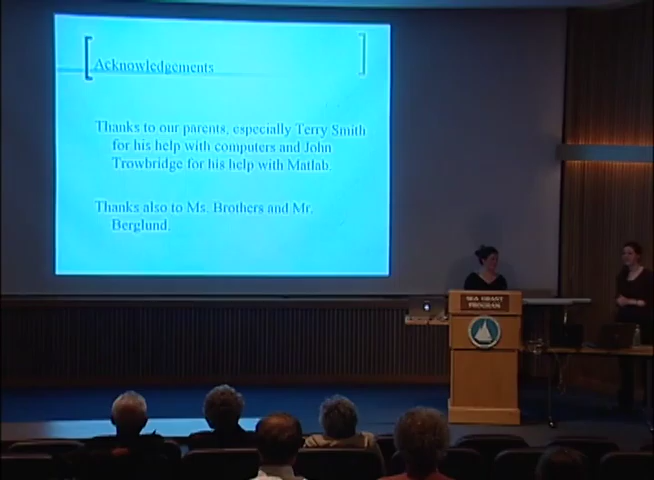 Acknowledgements
Thanks to our parents, especially Terry Smith
for his help with computers and John
Trowbridge for his help with Matlab.
Thanks also to Ms. Brothers and Mr.
Berglund.
SEA GRANT
PROGRAM